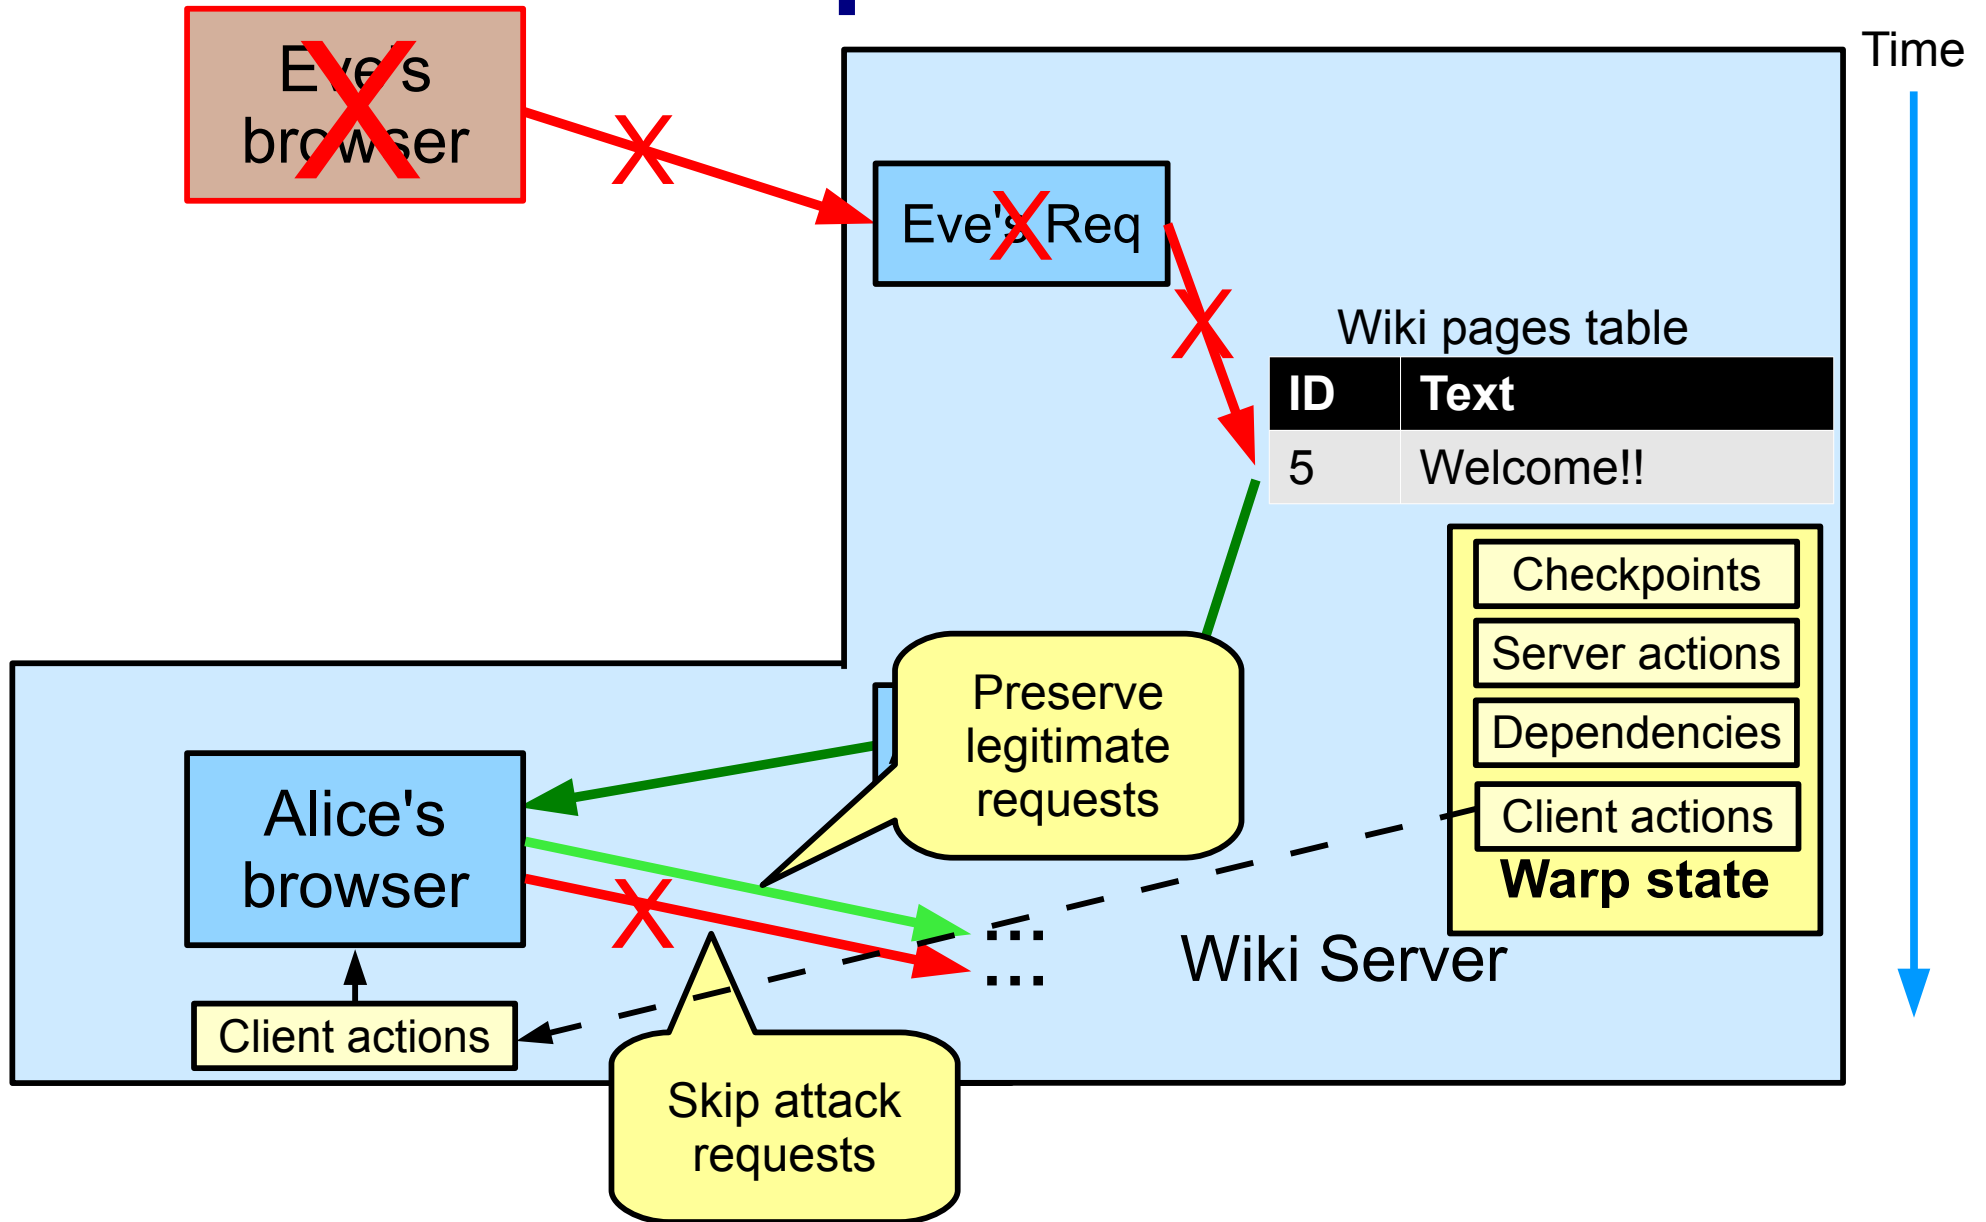 Time
Eve's
browser
X
X
Eve's Req
X
X
Wiki pages table
ID Text
5 Welcome!!
Checkpoints
Server actions
Dependencies
Client actions
Warp state
Preserve
legitimate
requests
Alice's
browser
X
...
...
Wiki Server
Client actions
Skip attack
requests